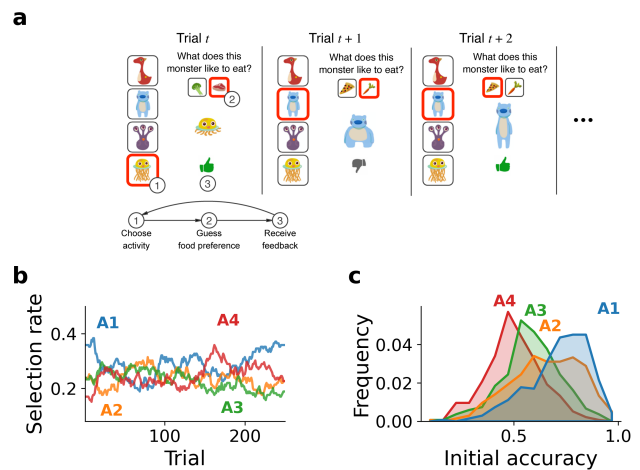 a
Trial t
Trial t + 1
Trial t + 2
What does this
monster like to eat?
What does this
monster like to eat?
What does this
monster like to eat?
2
1
3
...
1
2
3
Choose
activity
Guess
food preference
Receive
feedback
b
c
Selection rate
0.4
0.2
A1
A4
A2
A3
100
200
Trial
Frequency
0.04
0.02
0.00
A4
A3
A2
A1
0.5
1.0
Initial accuracy